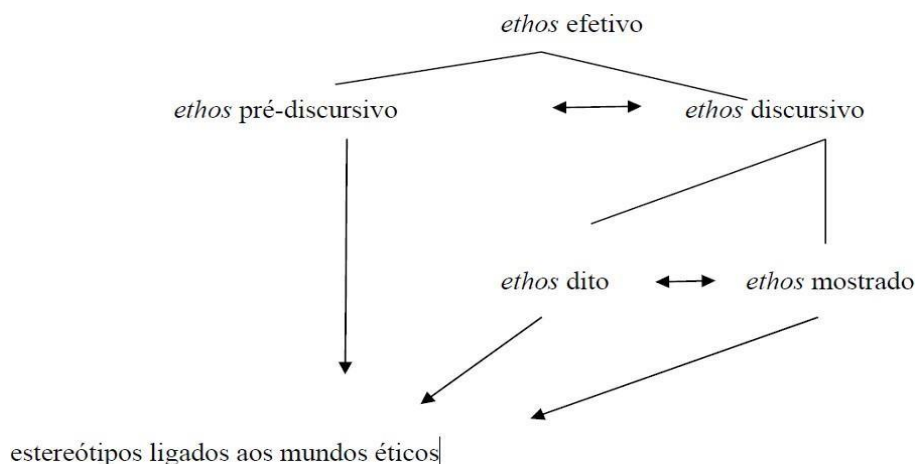 ethos efetivo
ethos pré-discursivo
ethos discursivo
ethos dito
ethos mostrado
estereótipos ligados aos mundos éticos